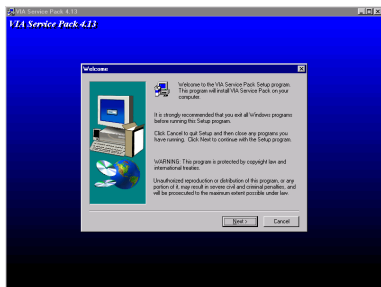 VIA Service Pack 4.13
VIA Service Pack 4.13
Welcome
Welcome to the VIA Service Pack Setup program.
This program will install VIA Service Pack on your
computer.
It is strongly recommended that you exit all Windows programs
before running this Setup program.
Click Cancel to quit Setup and then close any programs you
have running. Click Next to continue with the Setup program.
WARNING: This program is protected by copyright law and
international treaties.
Unauthorized reproduction or distribution of this program, or any
portion of it, may result in severe civil and criminal penalties, and
will be prosecuted to the maximum extent possible under law.
Next >
Cancel